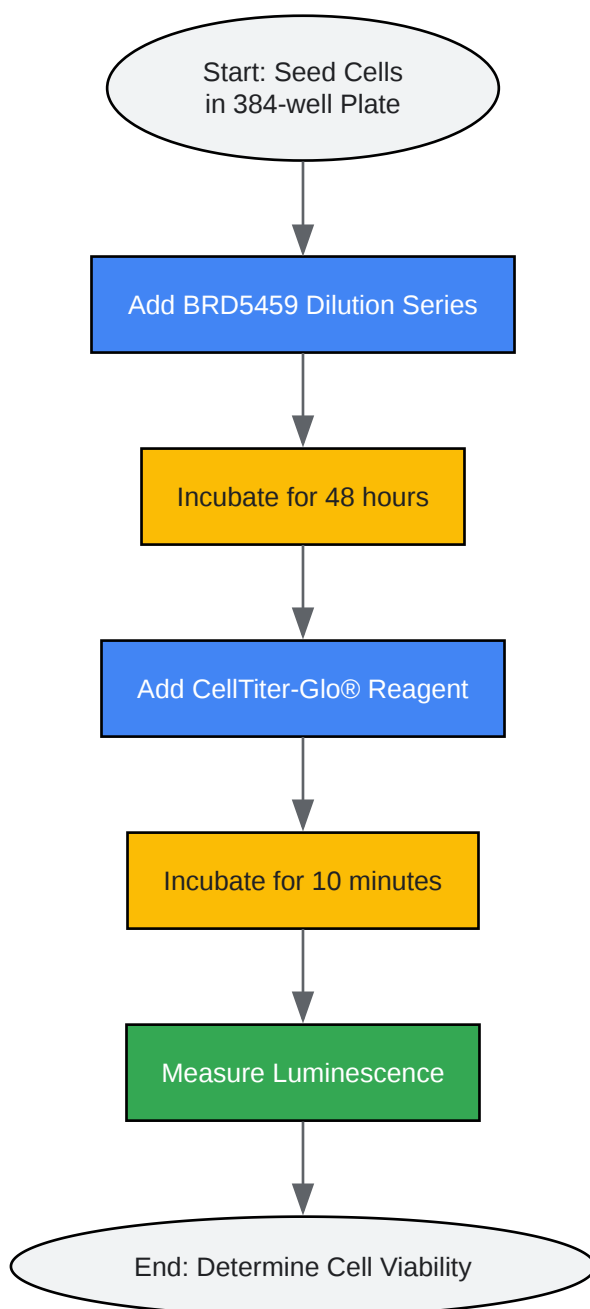 Start: Seed Cells
in 384-well Plate
Add BRD5459 Dilution Series
Incubate for 48 hours
Add CellTiter-Glo® Reagent
Incubate for 10 minutes
Measure Luminescence
End: Determine Cell Viability